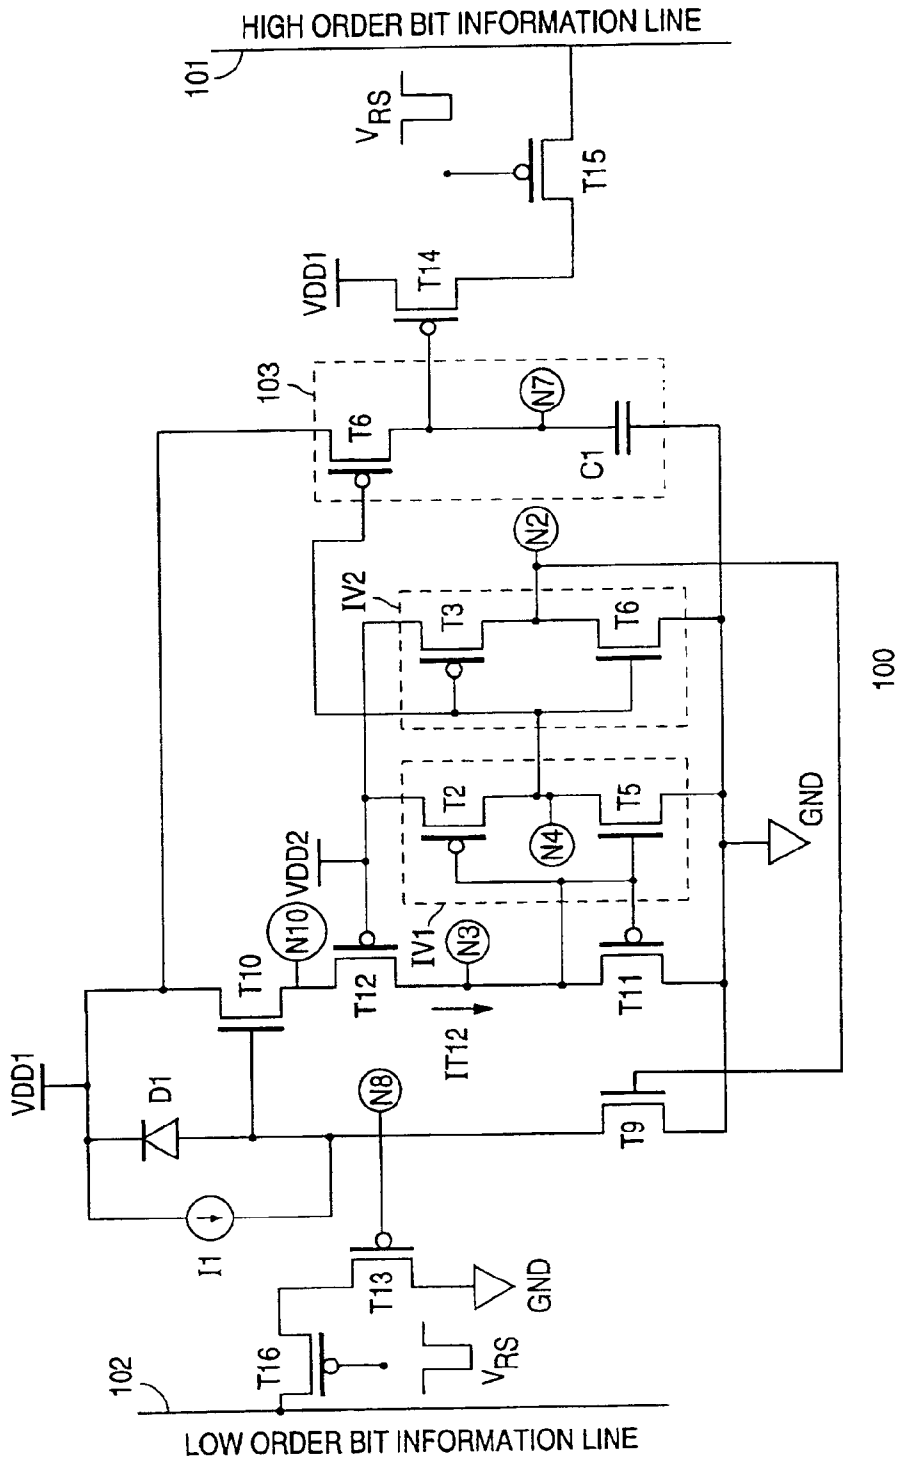 HIGH ORDER BIT INFORMATION LINE
101
VRS
T15
VDD1
T14
103
T6
N7
C1
N2
IV2
T3
T6
100
VDD2
T2
N4
T5
GND
N10
IV1
T10
T12
N3
T11
IT12
VDD1
D1
N8
T9
I1
T13
GND
T16
VRS
102
LOW ORDER BIT INFORMATION LINE